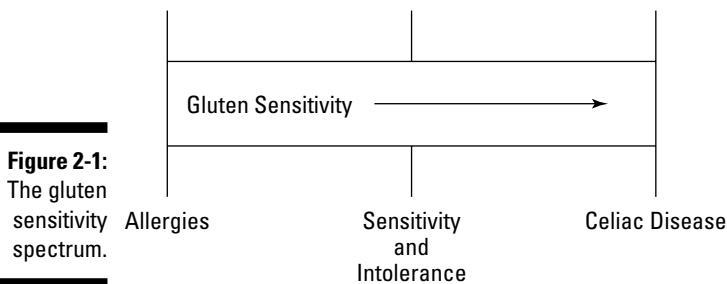 Gluten Sensitivity
Figure 2-1:
The gluten
sensitivity
spectrum.
Allergies
Sensitivity
and
Intolerance
Celiac Disease